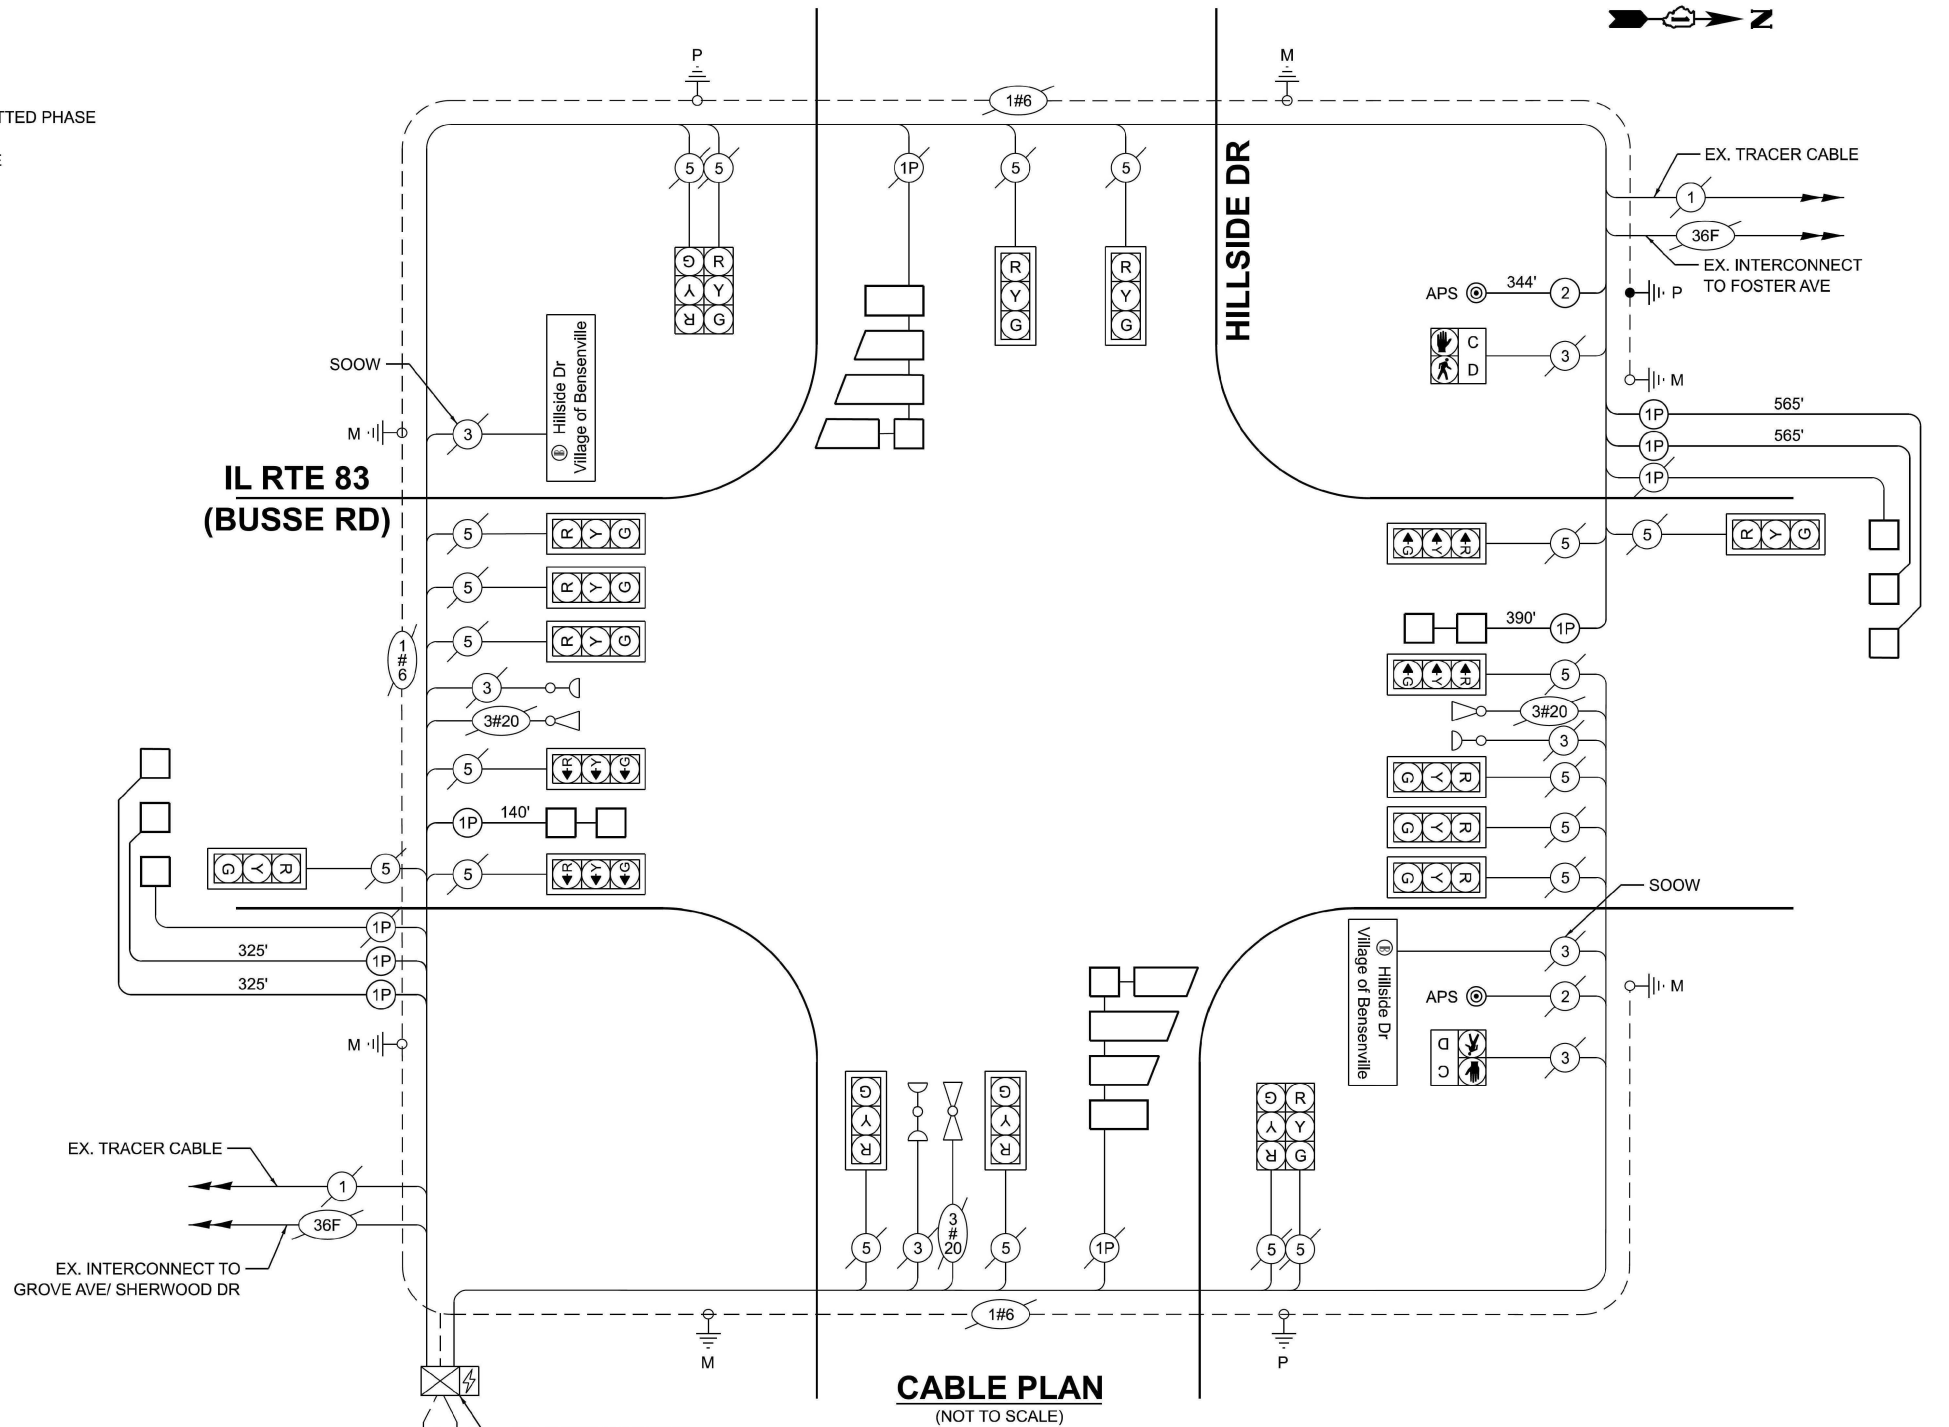 N
TTED PHASE
E
P
M
1#6
5
5
1P
5
5
HILLSIDE DR
EX. TRACER CABLE
1
36F
EX. INTERCONNECT
TO FOSTER AVE
G R
Y Y
R G
R
Y
G
R
Y
G
APS
344'
2
P
C
D
3
M
SOOW
M
3
Hillside Dr
Village of Bensenville
1P
565'
1P
565'
1P
IL RTE 83
(BUSSE RD)
5
R Y G
5
R Y G
5
R Y G
1
#
6
3
3#20
5
R Y G
1P
140'
5
R Y G
G Y R
5
5
R Y G
G Y R
5
390'
1P
G Y R
5
3#20
3
G Y R
5
G Y R
5
G Y R
5
SOOW
G Y R
5
1P
325'
1P
325'
1P
M
Hillside Dr
Village of Bensenville
3
APS
2
M
D
C
3
EX. TRACER CABLE
1
36F
EX. INTERCONNECT TO
GROVE AVE/ SHERWOOD DR
G
Y
R
G
Y
R
G R
Y Y
R G
5
3
3
#
20
5
1P
5
5
1#6
M
P
CABLE PLAN
(NOT TO SCALE)